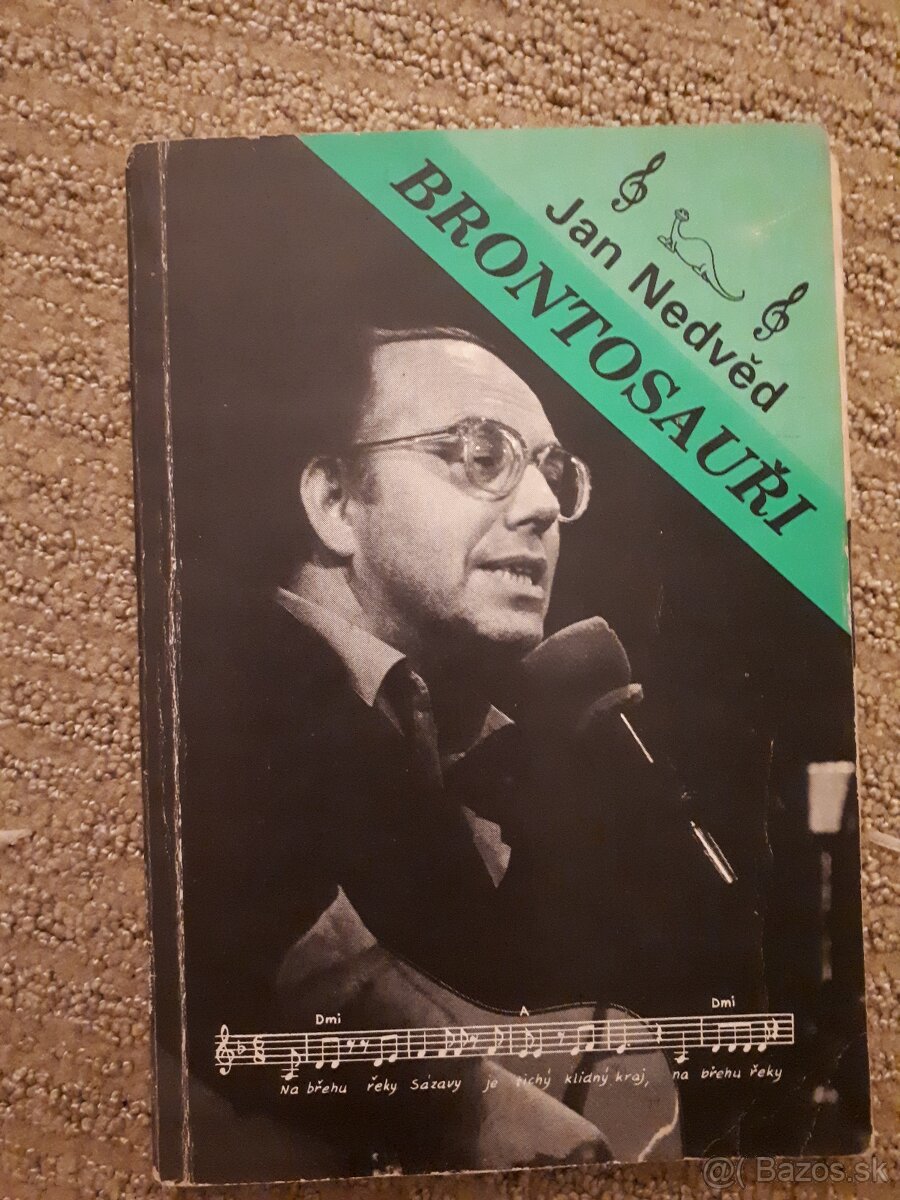 Jan Nedvěd
BRONTOSAUŘI
Dmi A Dmi
Na břehu řeky Sázavy je tichý klidný kraj, na břehu řeky
@( Bazos.sk